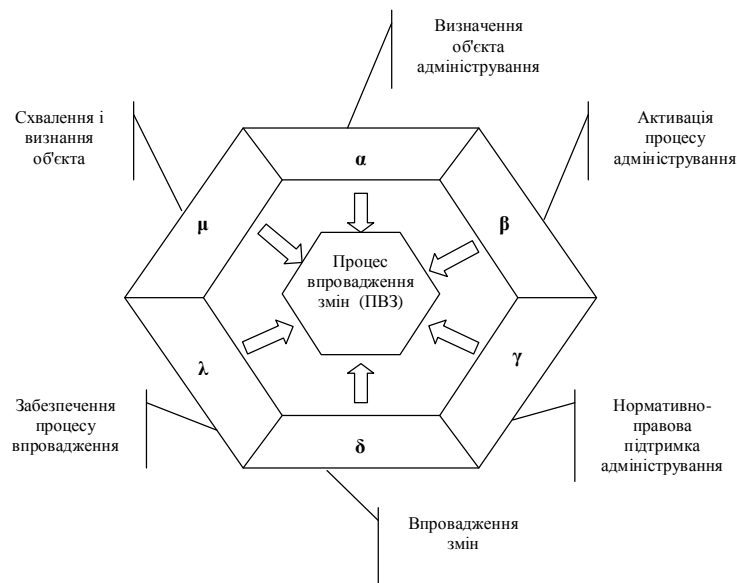 Визначення
об'єкта
адміністрування
Схвалення і
визнання
об'єкта
Активація
процесу
адміністрування
α
μ
β
Процес
впровадження
змін (ПВЗ)
λ
γ
δ
Забезпечення
процесу
впровадження
Нормативно-
правова
підтримка
адміністрування
Впровадження
змін